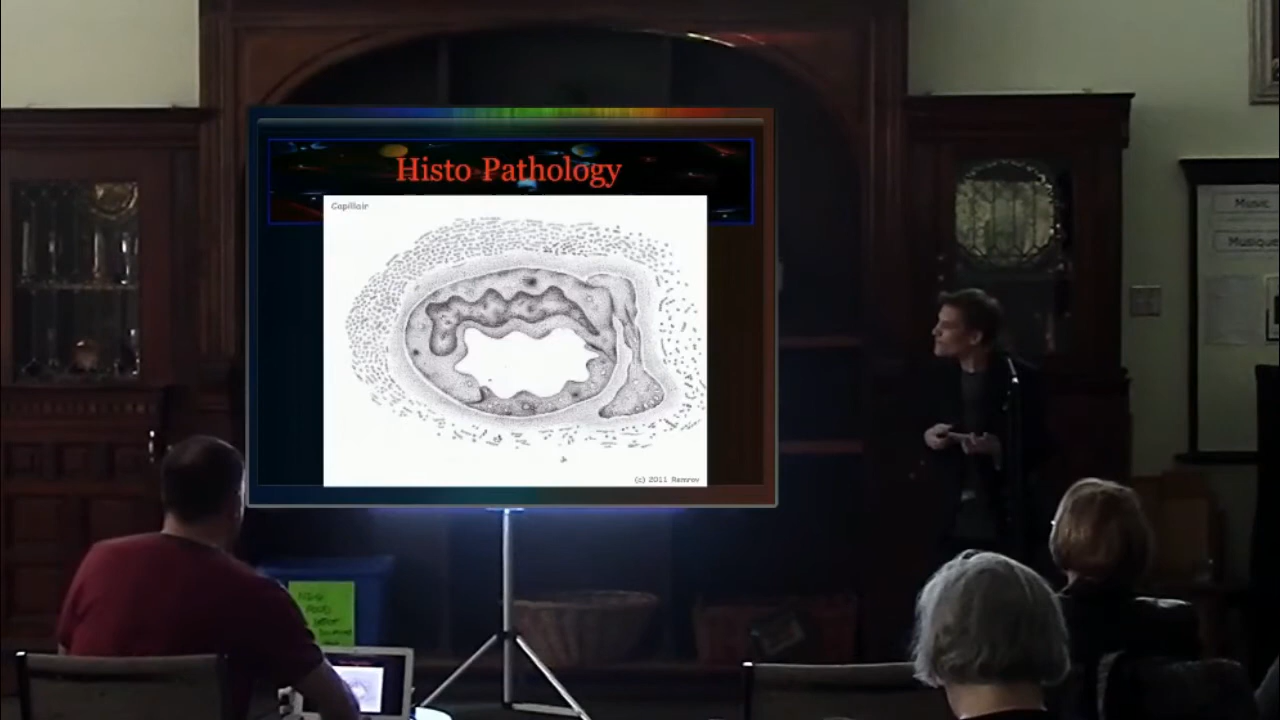 Histo Pathology
Capillair
(c) 2011 Remrov
Music
Musique